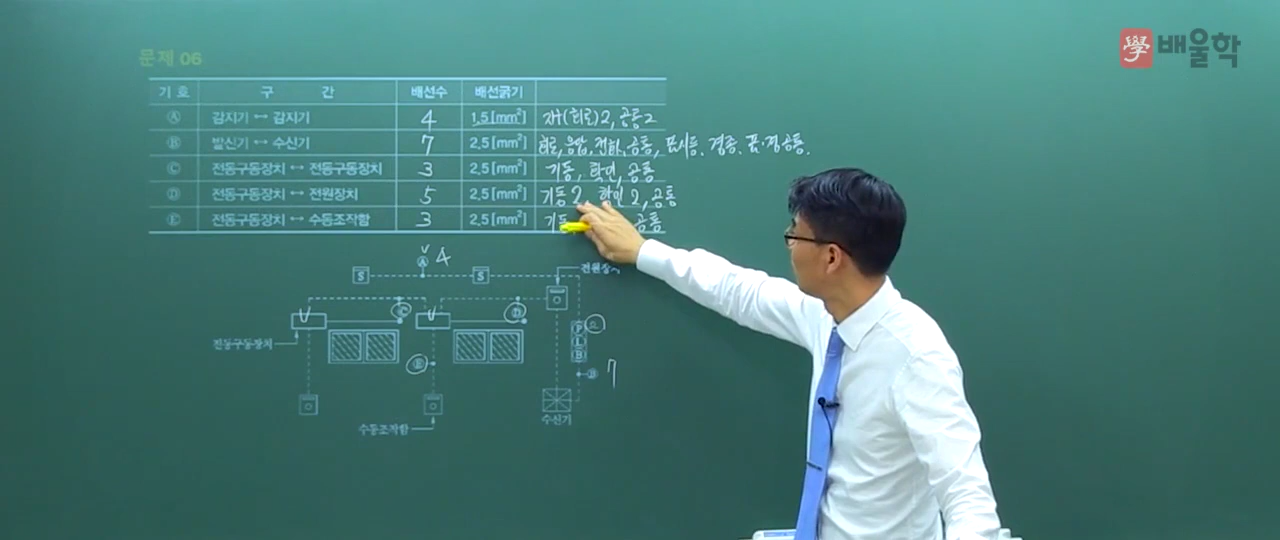 學 배울학
문제 06
기 호 구 간 배선수 배선굵기
Ⓐ 감지기 ↔ 감지기 4 1.5[mm²] 지구(회로)2, 공통2
Ⓑ 발신기 ↔ 수신기 7 2.5[mm²] 회로, 응답, 전화, 공통, 표시등, 경종, 표·경공통.
Ⓒ 전동구동장치 ↔ 전동구동장치 3 2.5[mm²] 기동, 확인, 공통
Ⓓ 전동구동장치 ↔ 전원장치 5 2.5[mm²] 기동 2, 확인 2, 공통
Ⓔ 전동구동장치 ↔ 수동조작함 3 2.5[mm²] 기동 공통
Ⓐ 4
S S 전원장치
Ⓒ Ⓓ
P
L
B
전동구동장치
Ⓔ
Ⓑ 7
수신기
수동조작함